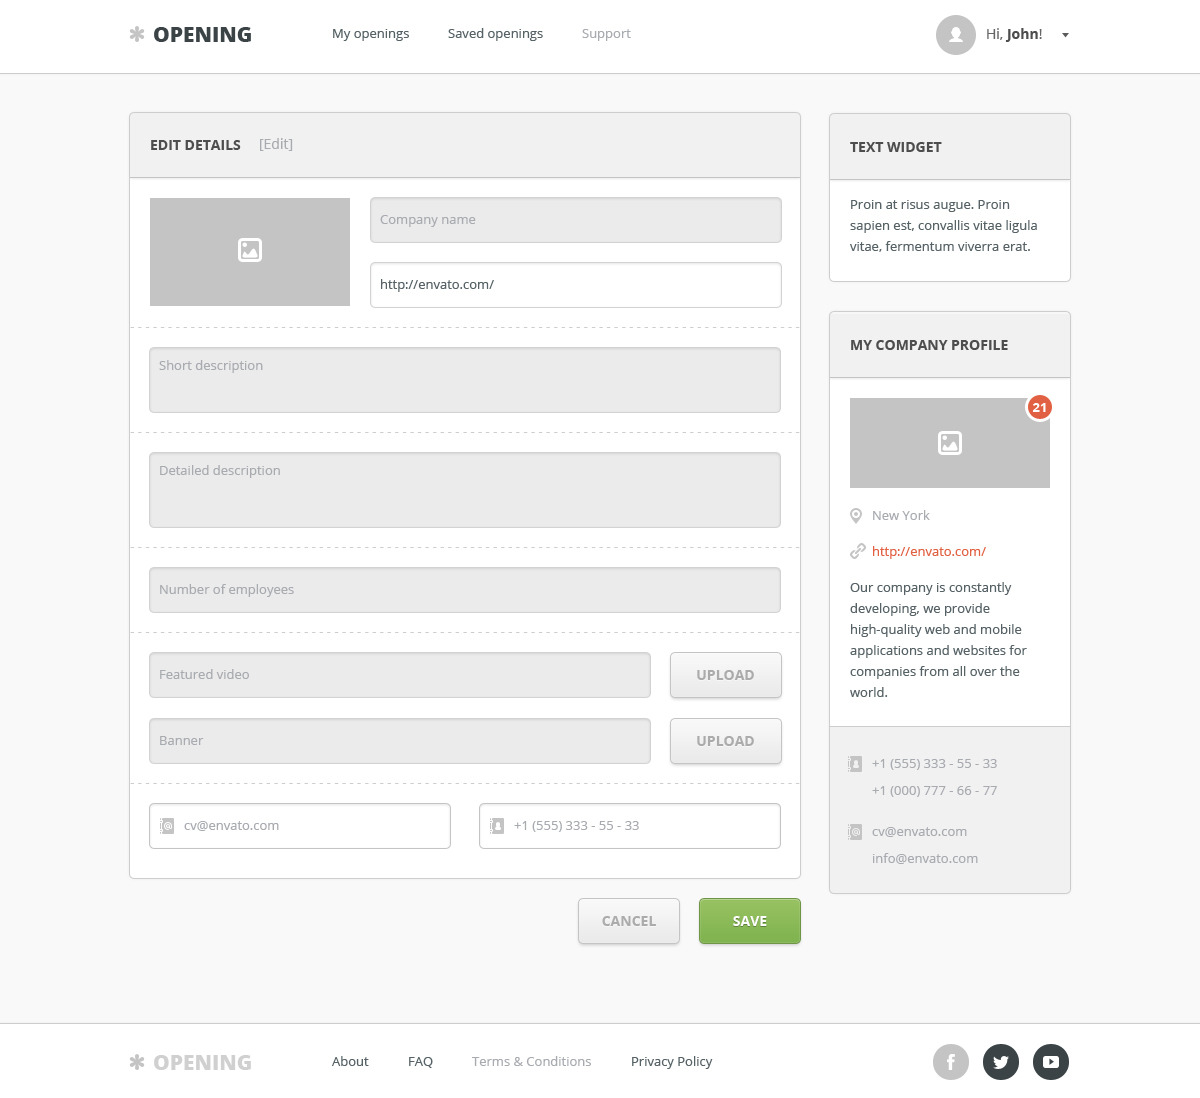 OPENING
My openings
Saved openings
Support
Hi, John!
EDIT DETAILS [Edit]
Company name
http://envato.com/
Short description
Detailed description
Number of employees
Featured video
UPLOAD
Banner
UPLOAD
cv@envato.com
+1 (555) 333 - 55 - 33
CANCEL
SAVE
TEXT WIDGET
Proin at risus augue. Proin
sapien est, convallis vitae ligula
vitae, fermentum viverra erat.
MY COMPANY PROFILE
21
New York
http://envato.com/
Our company is constantly
developing, we provide
high-quality web and mobile
applications and websites for
companies from all over the
world.
+1 (555) 333 - 55 - 33
+1 (000) 777 - 66 - 77
cv@envato.com
info@envato.com
OPENING
About
FAQ
Terms & Conditions
Privacy Policy